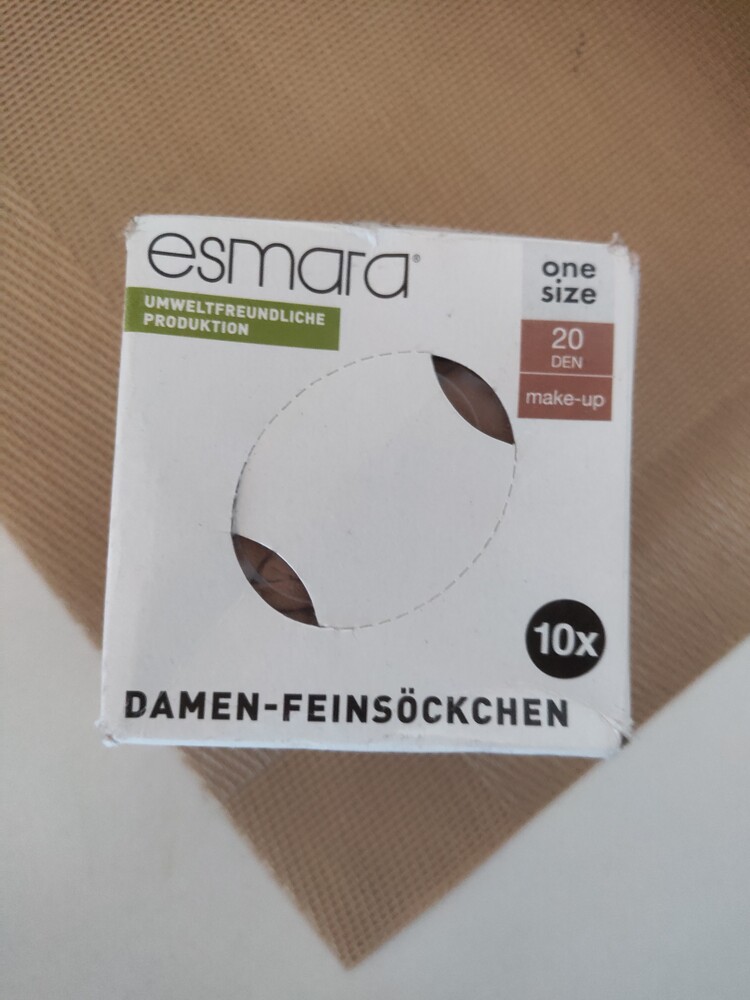 esmara®
UMWELTFREUNDLICHE
PRODUKTION
one
size
20
DEN
make-up
10x
DAMEN-FEINSÖCKCHEN